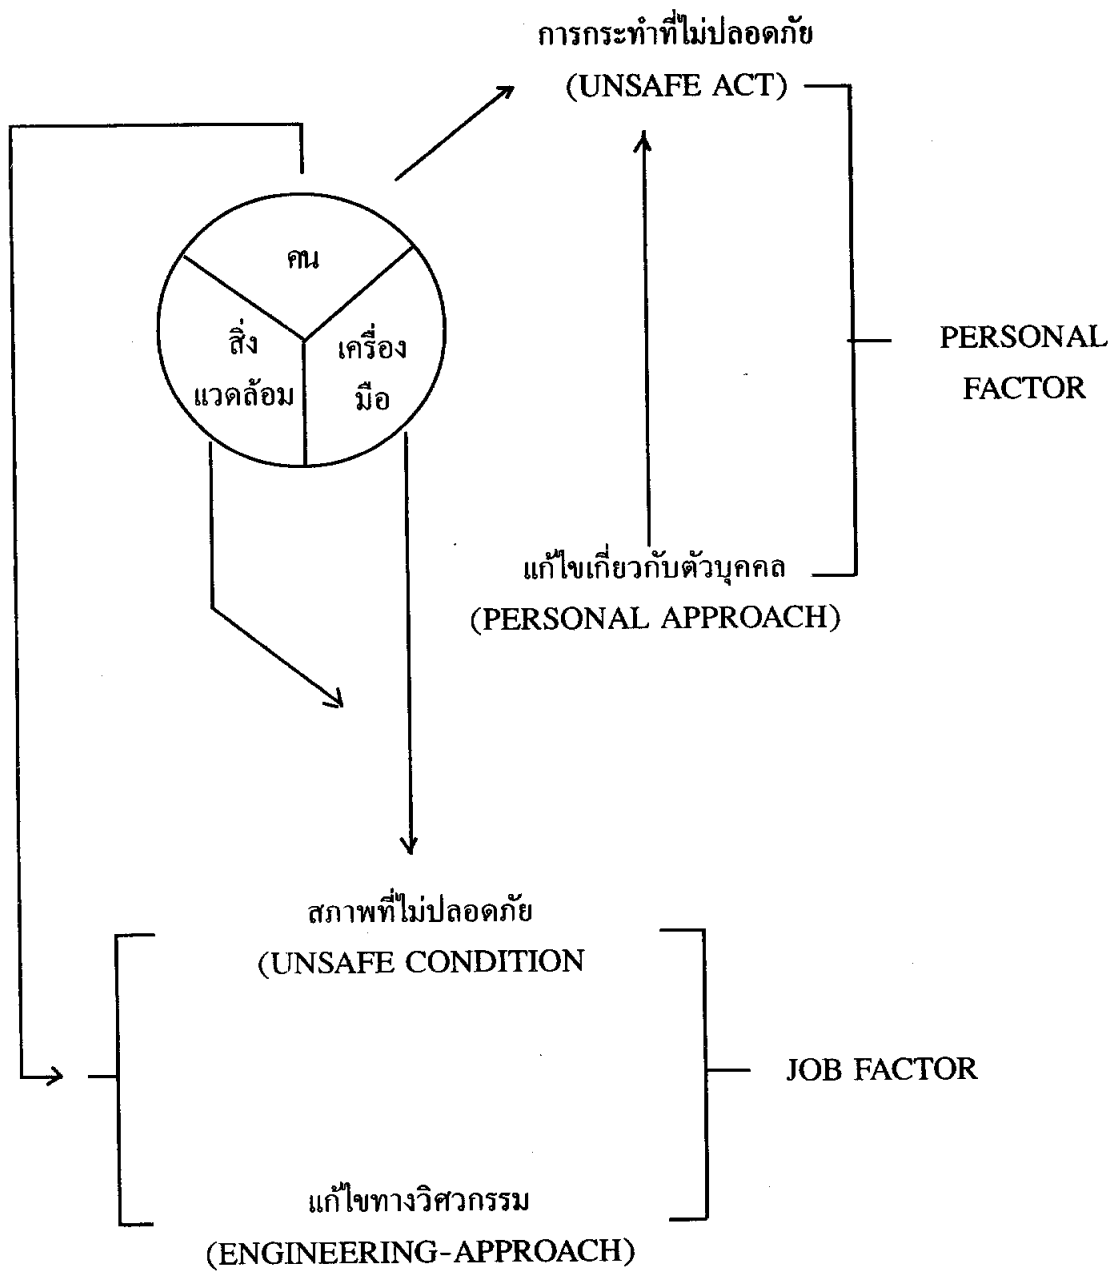 การกระทำที่ไม่ปลอดภัย
(UNSAFE ACT)
คน
สิ่ง
แวดล้อม
เครื่อง
มือ
PERSONAL
FACTOR
แก้ไขเกี่ยวกับตัวบุคคล
(PERSONAL APPROACH)
สภาพที่ไม่ปลอดภัย
(UNSAFE CONDITION
JOB FACTOR
แก้ไขทางวิศวกรรม
(ENGINEERING-APPROACH)